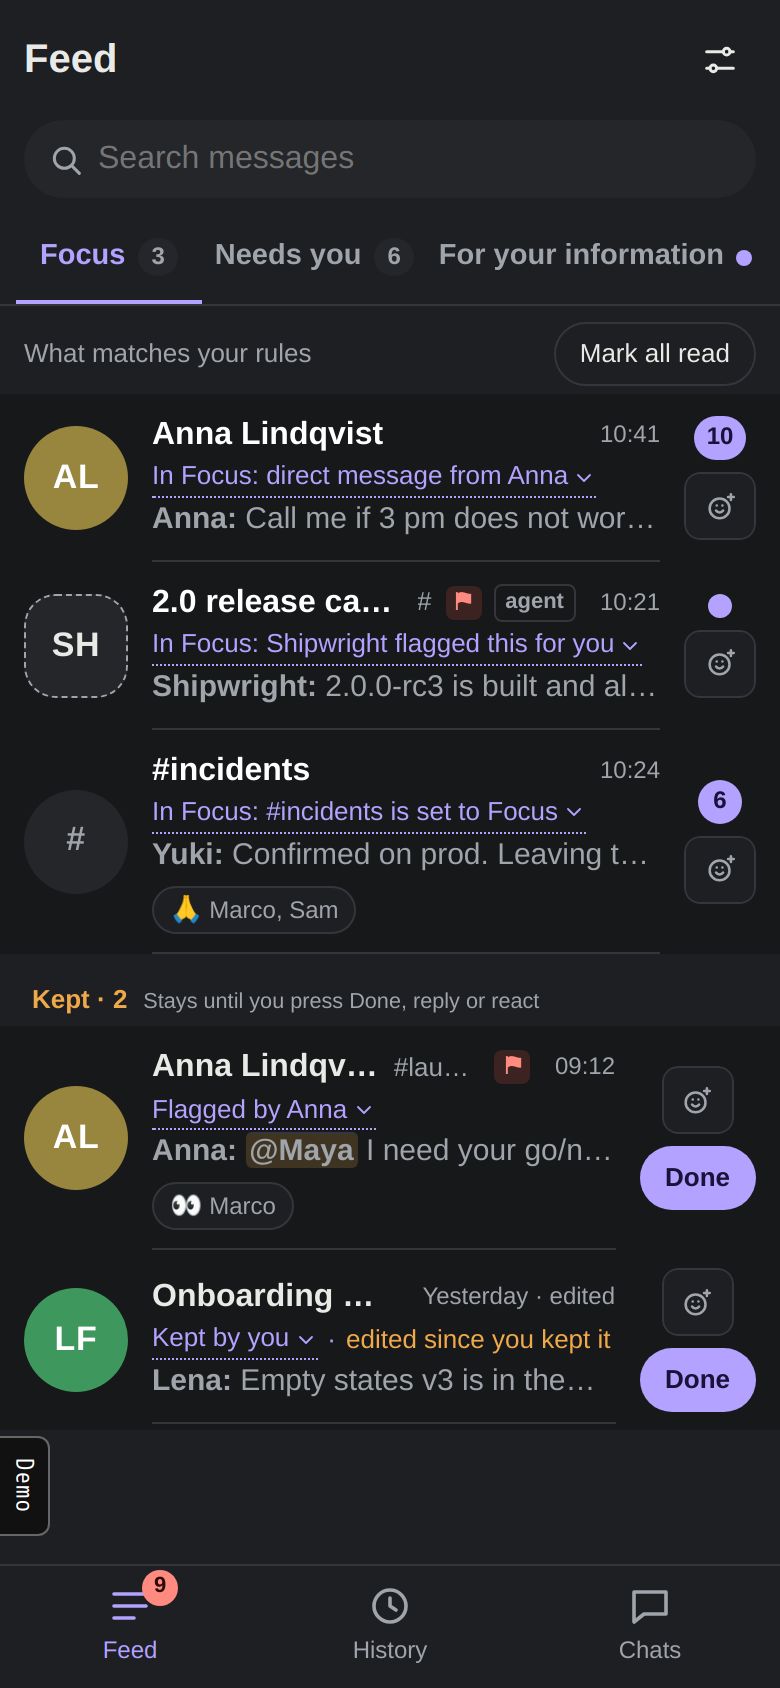 Feed
Search messages
Focus 3 Needs you 6 For your information
What matches your rules Mark all read
AL Anna Lindqvist 10:41 10
In Focus: direct message from Anna
Anna: Call me if 3 pm does not wor…
SH 2.0 release ca… # agent 10:21
In Focus: Shipwright flagged this for you
Shipwright: 2.0.0-rc3 is built and al…
#incidents 10:24
In Focus: #incidents is set to Focus 6
# Yuki: Confirmed on prod. Leaving t…
🙏 Marco, Sam
Kept · 2 Stays until you press Done, reply or react
Anna Lindqv… #lau… 09:12
Flagged by Anna
AL Anna: @Maya I need your go/n… Done
👀 Marco
Onboarding … Yesterday · edited
LF Kept by you · edited since you kept it
Lena: Empty states v3 is in the… Done
Demo
9
Feed History Chats